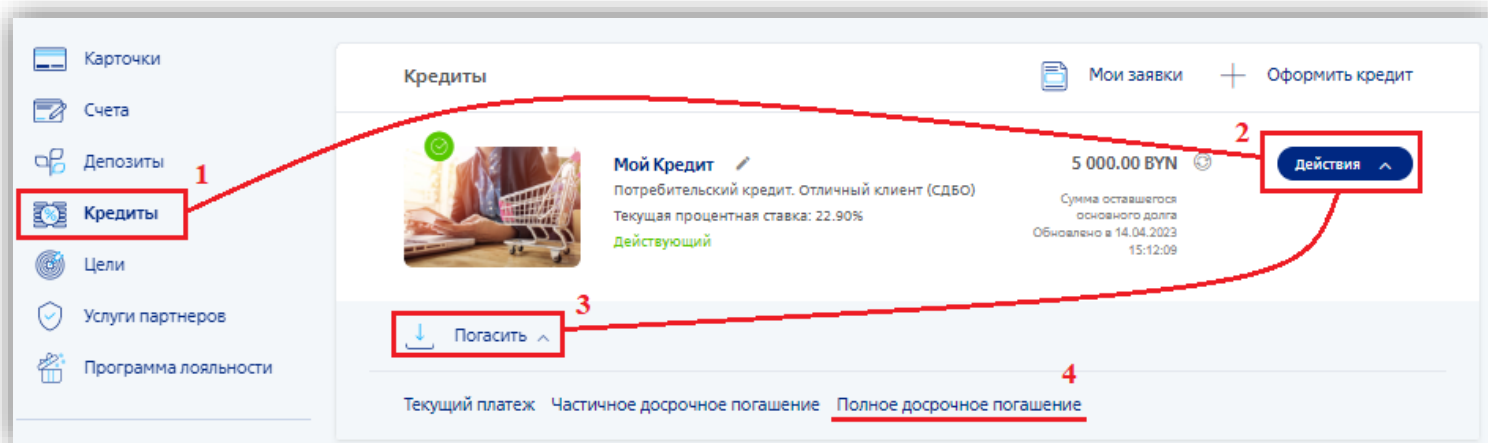 Карточки
Счета
Депозиты
1
Кредиты
Цели
Услуги партнеров
Программа лояльности
Кредиты
Мои заявки
Оформить кредит
Мой Кредит
Потребительский кредит. Отличный клиент (СДБО)
Текущая процентная ставка: 22.90%
Действующий
5 000.00 BYN
Сумма оставшегося
основного долга
Обновлено в 14.04.2023
15:12:09
2
Действия
3
Погасить
4
Текущий платеж Частичное досрочное погашение Полное досрочное погашение